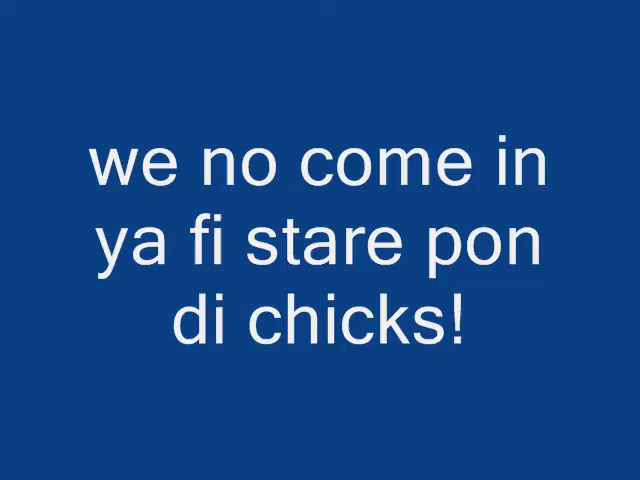 we no come in
ya fi stare pon
di chicks!